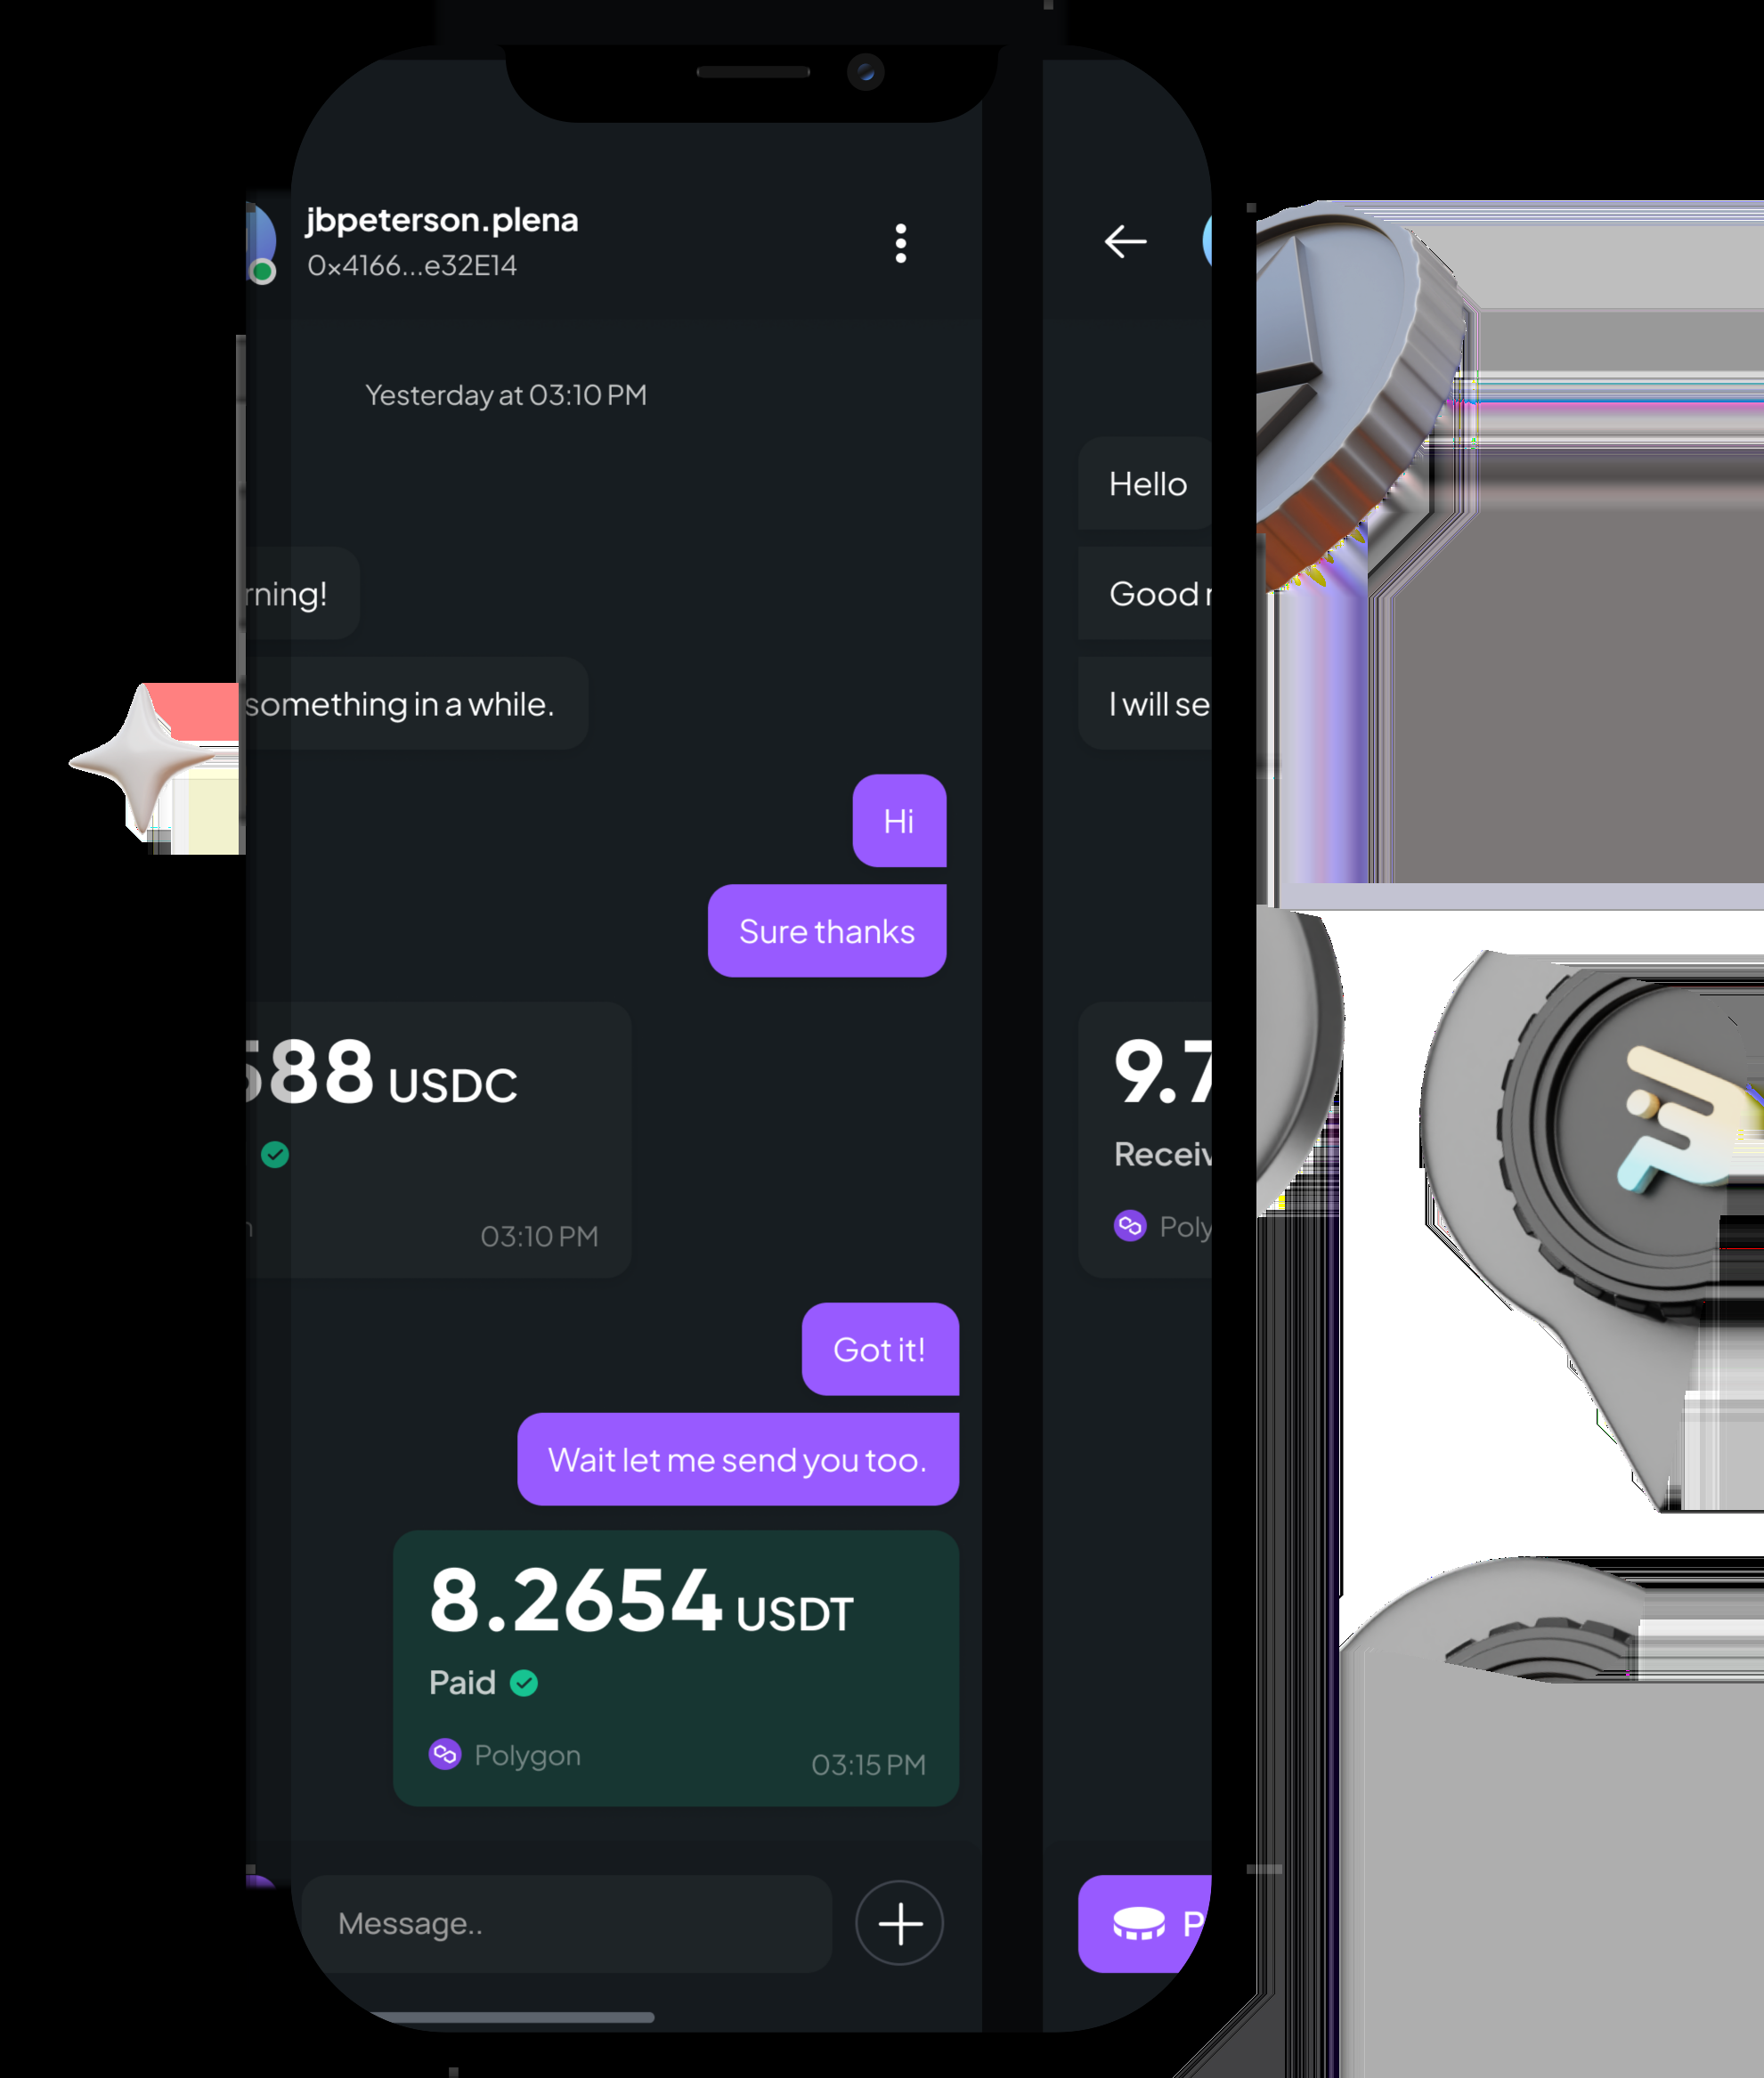 jbpeterson.plena
0x4166...e32E14
Yesterday at 03:10 PM
Hello
rning!
Good
something in a while.
I will se
Hi
Sure thanks
588 USDC
9.7
Receiv
Poly
03:10 PM
Got it!
Wait let me send you too.
8.2654 USDT
Paid
Polygon
03:15 PM
Message..
P